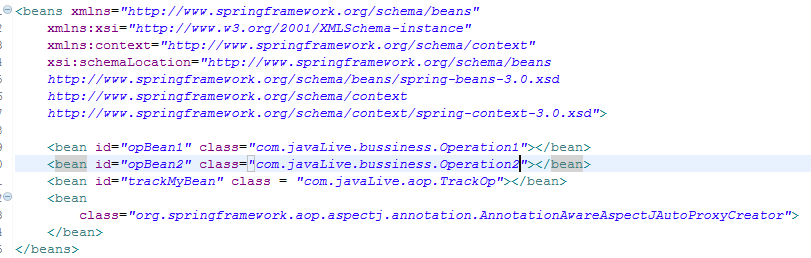 <beans xmlns="http://www.springframework.org/schema/beans"
xmlns:xsi="http://www.w3.org/2001/XMLSchema-instance"
xmlns:context="http://www.springframework.org/schema/context"
xsi:schemaLocation="http://www.springframework.org/schema/beans
http://www.springframework.org/schema/beans/spring-beans-3.0.xsd
http://www.springframework.org/schema/context
http://www.springframework.org/schema/context/spring-context-3.0.xsd">
<bean id="opBean1" class="com.javaLive.bussiness.Operation1"></bean>
<bean id="opBean2" class="com.javaLive.bussiness.Operation2"></bean>
<bean id="trackMyBean" class = "com.javaLive.aop.TrackOp"></bean>
<bean
class="org.springframework.aop.aspectj.annotation.AnnotationAwareAspectJAutoProxyCreator">
</bean>
</beans>